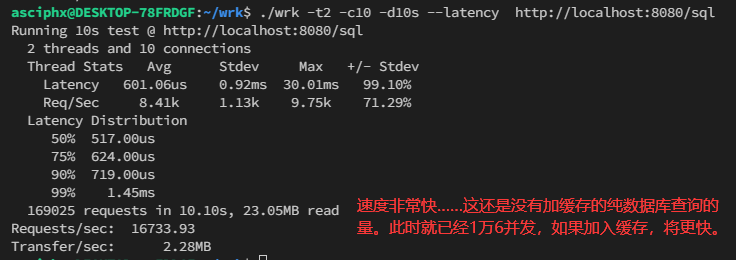 asciphx@DESKTOP-78FRDGF:~/wrk$ ./wrk -t2 -c10 -d10s --latency  http://localhost:8080/sql
Running 10s test @ http://localhost:8080/sql
  2 threads and 10 connections
  Thread Stats   Avg      Stdev     Max   +/- Stdev
    Latency   601.06us    0.92ms  30.01ms   99.10%
    Req/Sec     8.41k     1.13k    9.75k    71.29%
  Latency Distribution
     50%  517.00us
     75%  624.00us
     90%  719.00us
     99%    1.45ms
  169025 requests in 10.10s, 23.05MB read
Requests/sec:  16733.93
Transfer/sec:      2.28MB
速度非常快……这还是没有加缓存的纯数据库查询的
量。此时就已经1万6并发，如果加入缓存，将更快。